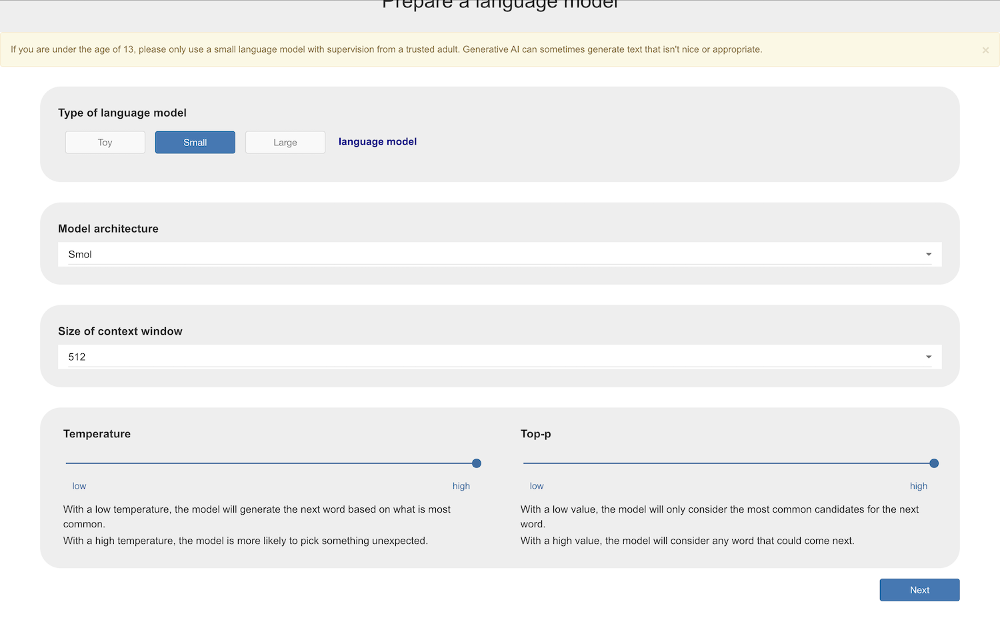 Prepare a language model
If you are under the age of 13, please only use a small language model with supervision from a trusted adult. Generative AI can sometimes generate text that isn't nice or appropriate.
×
Type of language model
Toy
Small
Large
language model
Model architecture
Smol
Size of context window
512
Temperature
low
high
With a low temperature, the model will generate the next word based on what is most
common.
With a high temperature, the model is more likely to pick something unexpected.
Top-p
low
high
With a low value, the model will only consider the most common candidates for the next
word.
With a high value, the model will consider any word that could come next.
Next